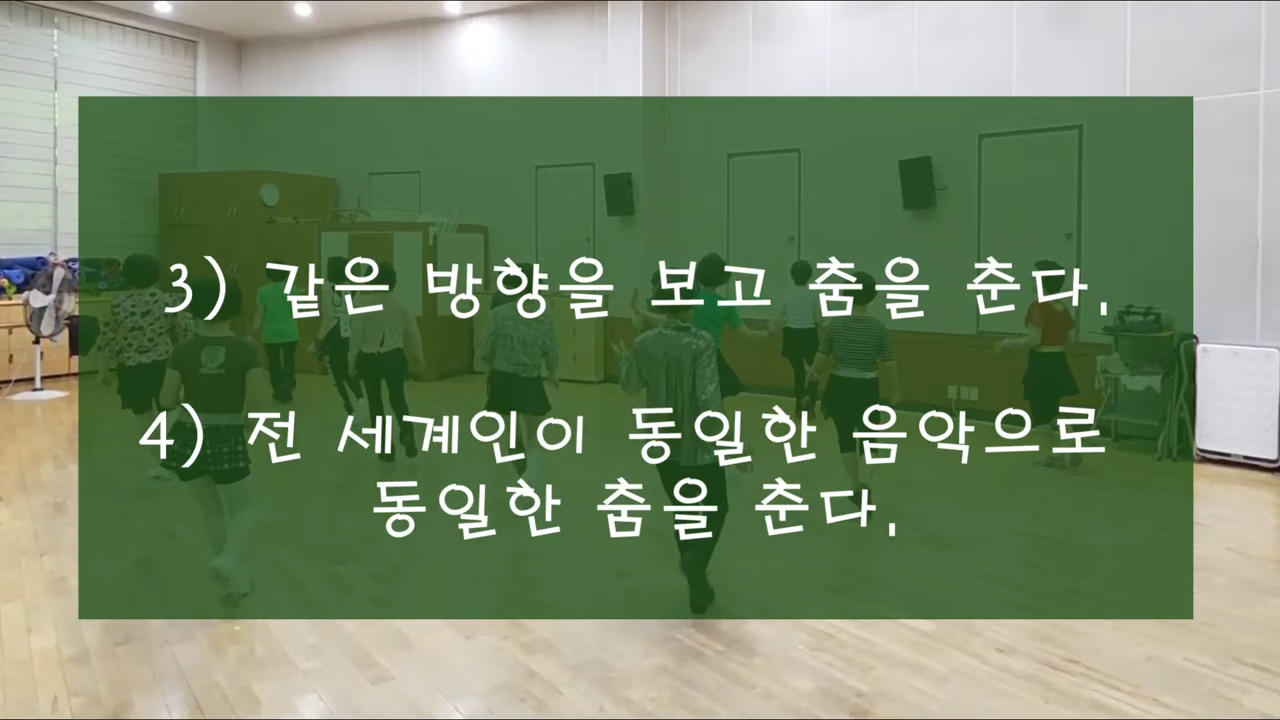 3) 같은 방향을 보고 춤을 춘다.
4) 전 세계인이 동일한 음악으로
동일한 춤을 춘다.